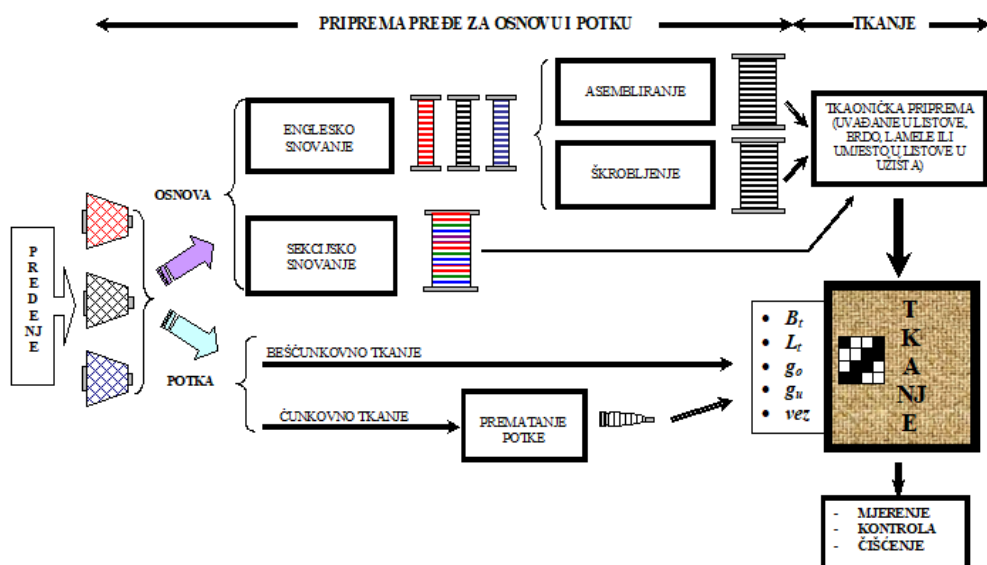 PRIPREMA PREĐE ZA OSNOVU I POTKU
TKANJE
PREDENJE
OSNOVA
ENGLESKO
SNOVANJE
SEKCIJSKO
SNOVANJE
ASEMBLIRANJE
ŠKROBLJENJE
TKAONIČKA PRIPREMA
(UVAĐANJE U LISTOVE,
BRDO, LAMELE ILI
UMJESTO U LISTOVE U
UŽIŠTA)
POTKA
BEŠČUNKOVNO TKANJE
ČUNKOVNO TKANJE
PREMATANJE
POTKE
• Bt
• Lt
• go
• gu
• vez
TKANJE
- MJERENJE
- KONTROLA
- ČIŠĆENJE